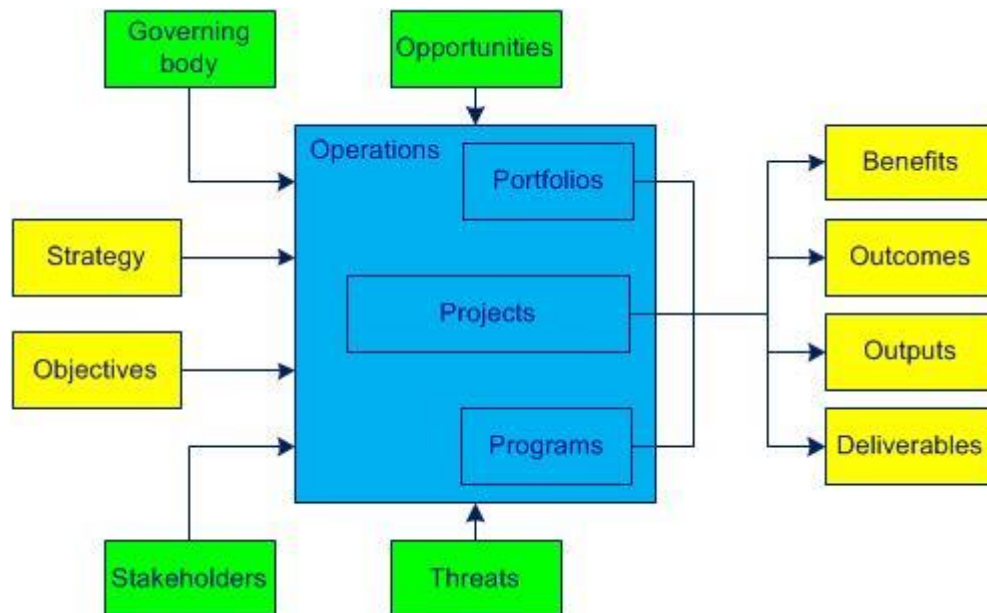 Governing
body
Opportunities
Operations
Portfolios
Benefits
Strategy
Outcomes
Projects
Objectives
Outputs
Programs
Deliverables
Stakeholders
Threats